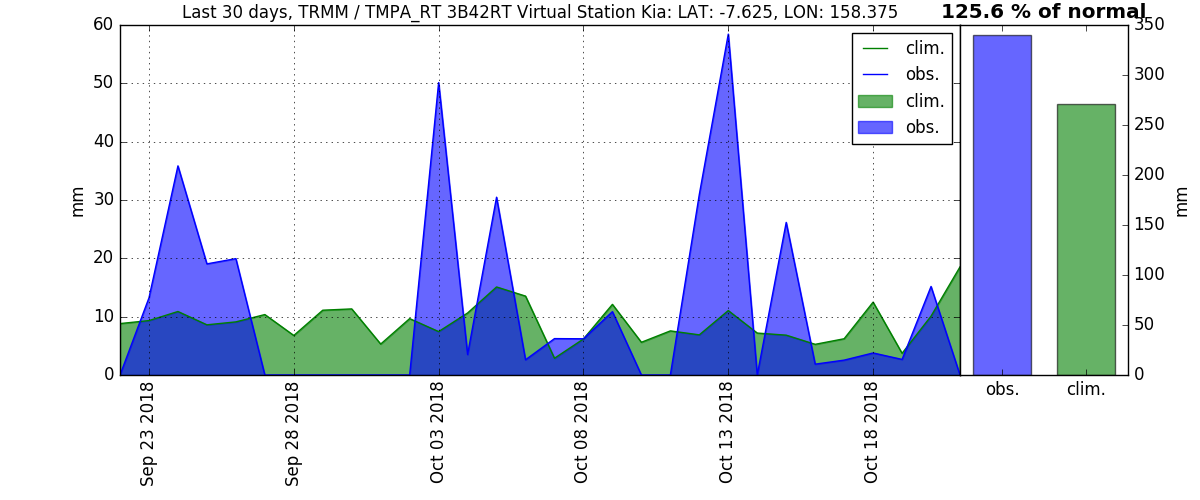 Last 30 days, TRMM / TMPA_RT 3B42RT Virtual Station Kia: LAT: -7.625, LON: 158.375
125.6 % of normal
60
50
40
30
20
10
0
mm
clim.
obs.
clim.
obs.
Sep 23 2018
Sep 28 2018
Oct 03 2018
Oct 08 2018
Oct 13 2018
Oct 18 2018
350
300
250
200
150
100
50
0
mm
obs.
clim.